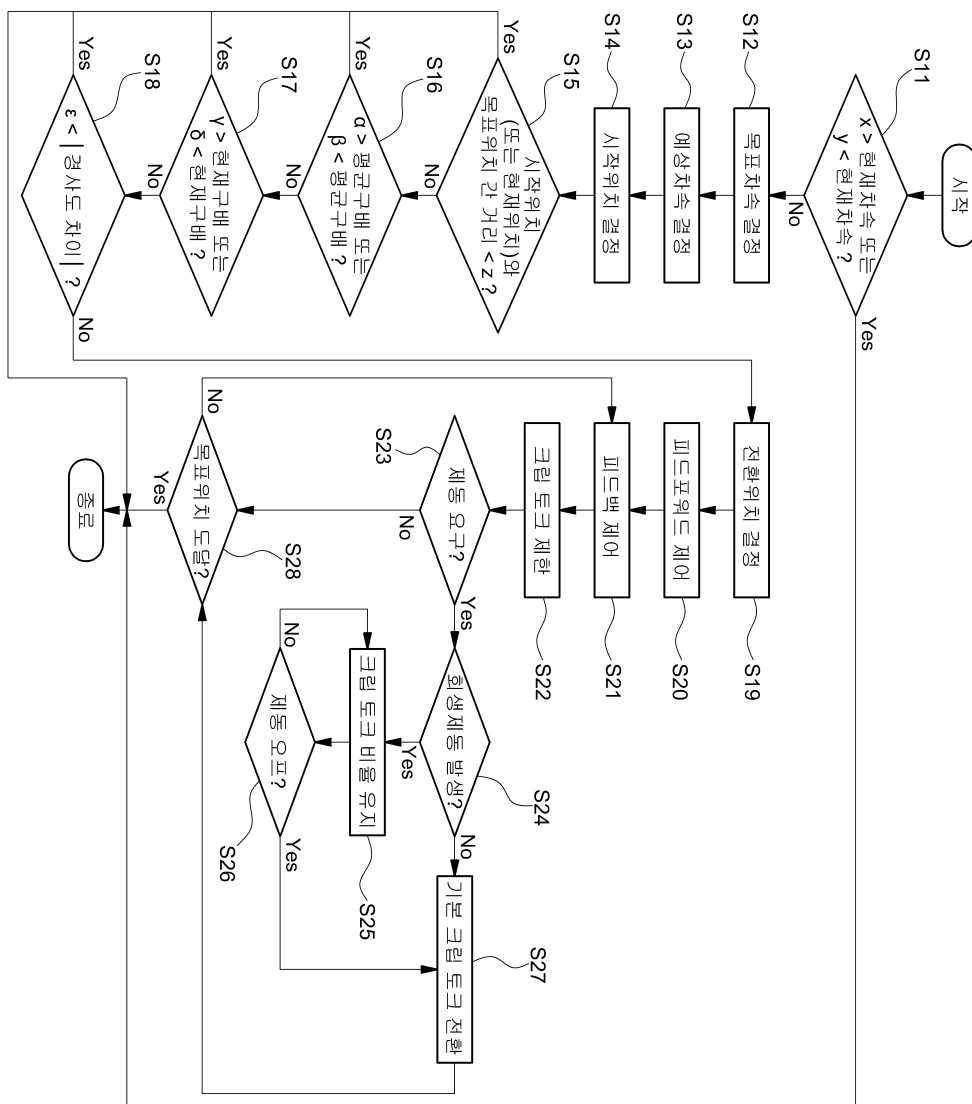 시작
S11
x > 현재차속 또는
y < 현재차속 ?
Yes
No
S12
목표차속 결정
S13
예상차속 결정
S14
시작위치 결정
S15
시작위치
(또는 현재위치)와
목표위치 간 거리 < z ?
Yes
No
S16
α > 평균구배 또는
β < 평균구배 ?
Yes
No
S17
γ > 현재구배 또는
δ < 현재구배 ?
Yes
No
S18
ε < | 경사도 차이 | ?
Yes
No
전환위치 결정
S19
피드포워드 제어
S20
피드백 제어
S21
크립 토크 제한
S22
S23
제동 요구?
Yes
No
회생제동 발생?
S24
No
Yes
크립 토크 비율 유지
S25
제동 오프?
S26
No
Yes
기본 크립 토크 전환
S27
목표위치 도달?
S28
No
Yes
종료